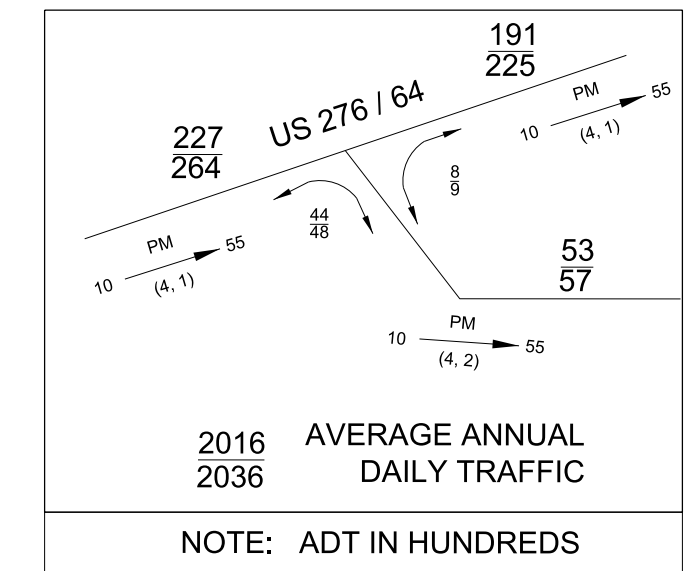 191
225
US 276 / 64
PM
10 55
(4, 1)
227
264
8
9
44
48
PM
10 55
(4, 1)
53
57
PM
10 55
(4, 2)
2016
2036
AVERAGE ANNUAL
DAILY TRAFFIC
NOTE: ADT IN HUNDREDS